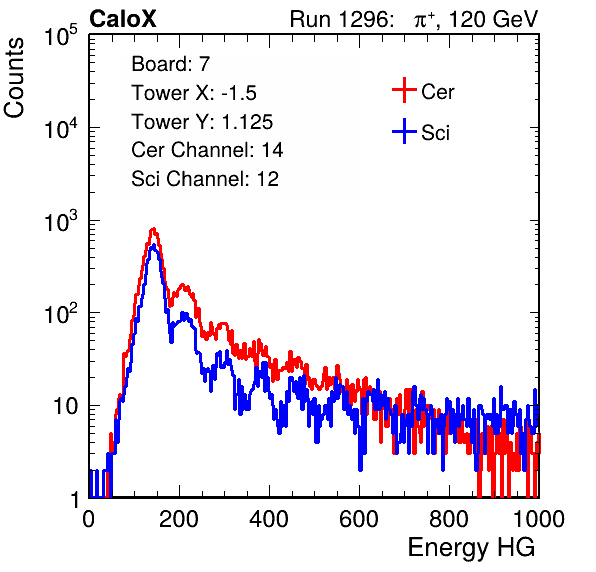 CaloX Run 1296: π⁺, 120 GeV
Counts
10⁵
10⁴
10³
10²
10
1
Board: 7
Tower X: -1.5
Tower Y: 1.125
Cer Channel: 14
Sci Channel: 12
Cer
Sci
0 200 400 600 800 1000
Energy HG